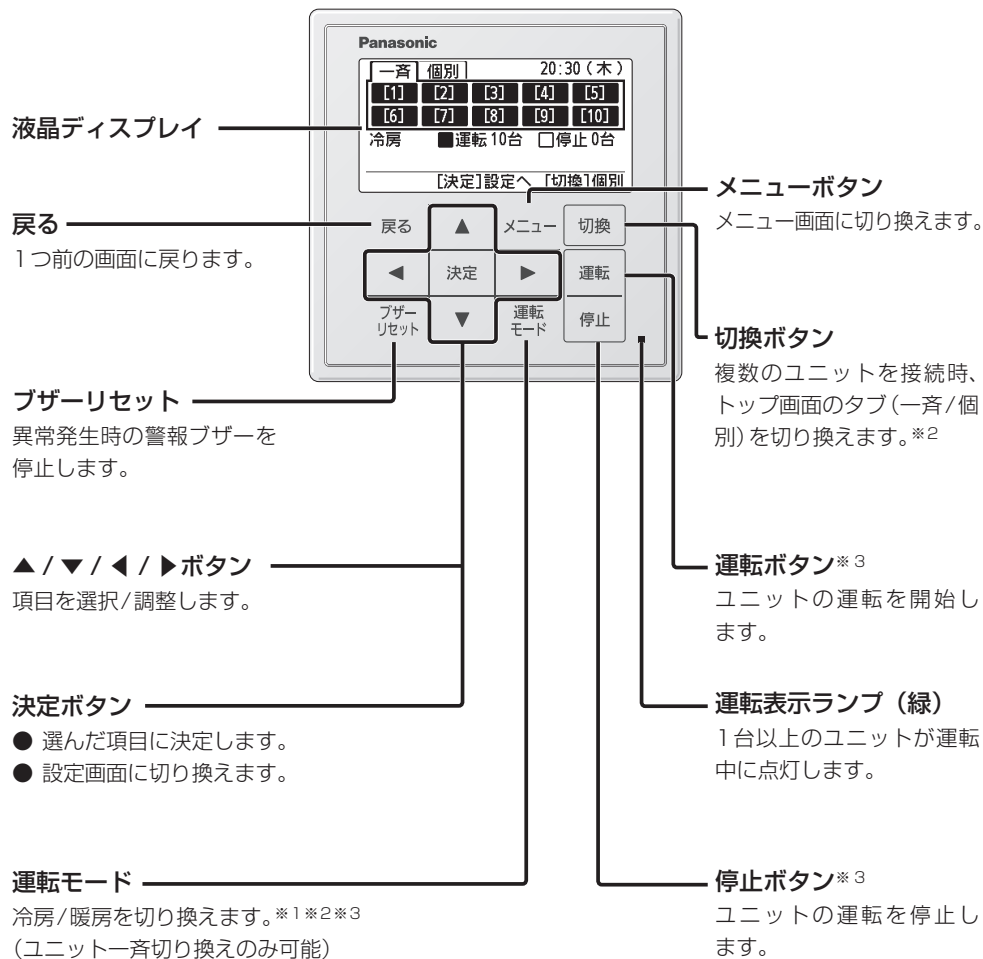 Panasonic
一斉 個別 20:30(木)
[1] [2] [3] [4] [5]
[6] [7] [8] [9] [10]
冷房 ■運転10台 □停止0台
[決定]設定へ [切換]個別
戻る ▲ メニュー 切換
◀ 決定 ▶ 運転
ブザー
リセット
▼
運転
モード
停止
液晶ディスプレイ
戻る
1つ前の画面に戻ります。
ブザーリセット
異常発生時の警報ブザーを
停止します。
▲/▼/◀/▶ボタン
項目を選択/調整します。
決定ボタン
● 選んだ項目に決定します。
● 設定画面に切り換えます。
運転モード
冷房/暖房を切り換えます。※1※2※3
(ユニット一斉切り換えのみ可能)
メニューボタン
メニュー画面に切り換えます。
切換ボタン
複数のユニットを接続時、
トップ画面のタブ(一斉/個
別)を切り換えます。※2
運転ボタン※3
ユニットの運転を開始し
ます。
運転表示ランプ(緑)
1台以上のユニットが運転
中に点灯します。
停止ボタン※3
ユニットの運転を停止し
ます。